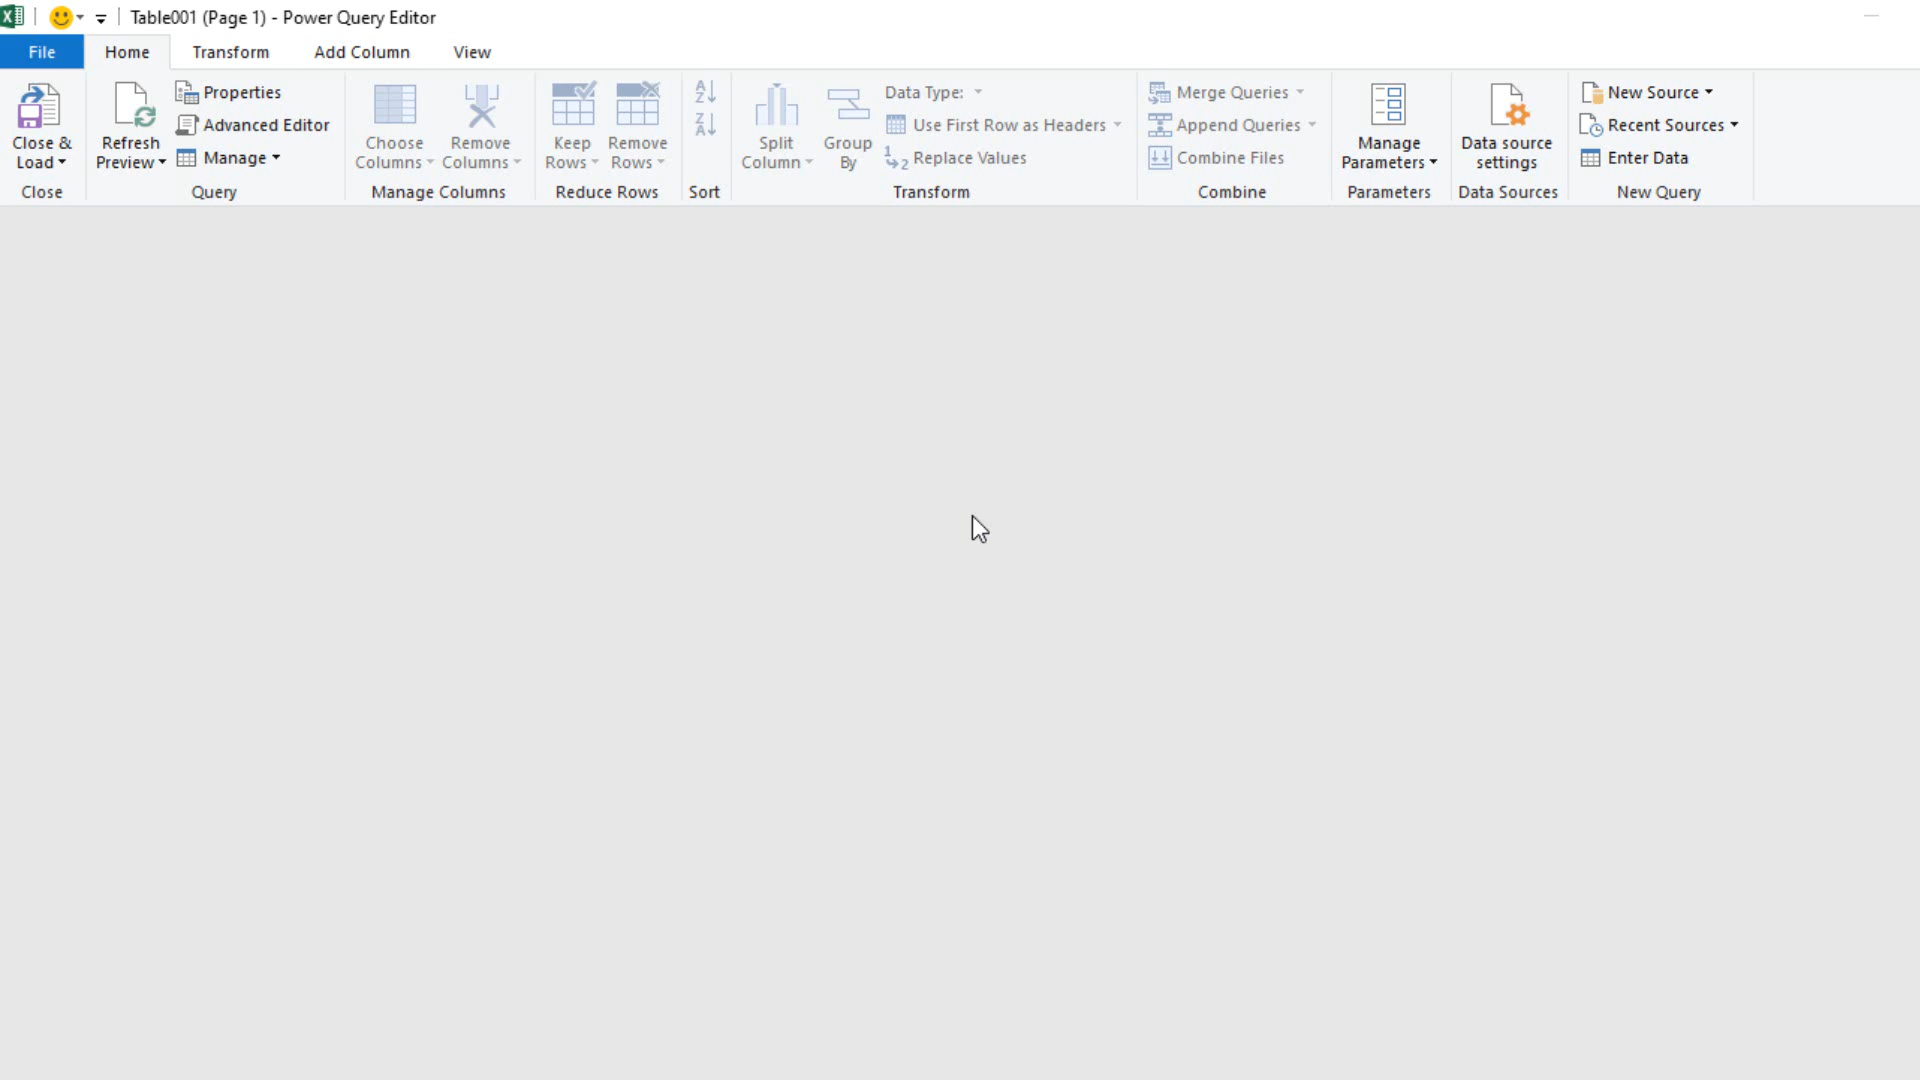 Table001 (Page 1) - Power Query Editor
File Home Transform Add Column View
Close & Load
Close
Refresh Preview
Properties
Advanced Editor
Manage
Query
Choose Columns
Remove Columns
Manage Columns
Keep Rows
Remove Rows
Reduce Rows
A Z
Z A
Sort
Split Column
Group By
Data Type:
Use First Row as Headers
1 2 Replace Values
Transform
Merge Queries
Append Queries
Combine Files
Combine
Manage Parameters
Parameters
Data source settings
Data Sources
New Source
Recent Sources
Enter Data
New Query